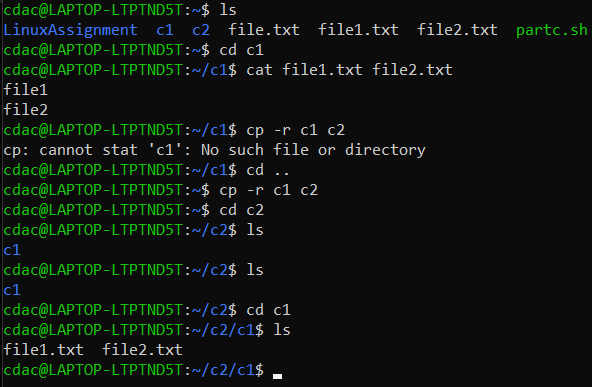 cdac@LAPTOP-LTPTND5T:~$ ls
LinuxAssignment  c1  c2  file.txt  file1.txt  file2.txt  partc.sh
cdac@LAPTOP-LTPTND5T:~$ cd c1
cdac@LAPTOP-LTPTND5T:~/c1$ cat file1.txt file2.txt
file1
file2
cdac@LAPTOP-LTPTND5T:~/c1$ cp -r c1 c2
cp: cannot stat 'c1': No such file or directory
cdac@LAPTOP-LTPTND5T:~/c1$ cd ..
cdac@LAPTOP-LTPTND5T:~$ cp -r c1 c2
cdac@LAPTOP-LTPTND5T:~$ cd c2
cdac@LAPTOP-LTPTND5T:~/c2$ ls
c1
cdac@LAPTOP-LTPTND5T:~/c2$ ls
c1
cdac@LAPTOP-LTPTND5T:~/c2$ cd c1
cdac@LAPTOP-LTPTND5T:~/c2/c1$ ls
file1.txt  file2.txt
cdac@LAPTOP-LTPTND5T:~/c2/c1$